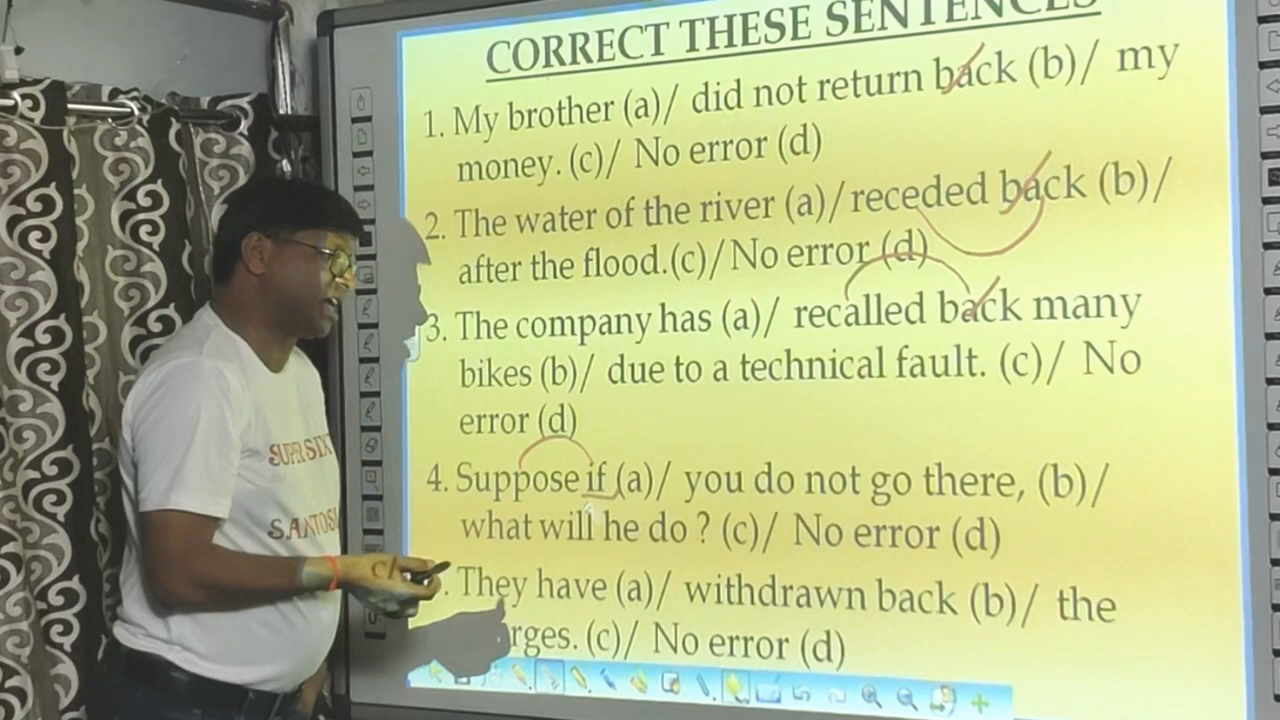 CORRECT THESE SENTENCES
1. My brother (a)/ did not return back (b)/ my
money. (c)/ No error (d)
2. The water of the river (a)/receded back (b)/
after the flood.(c)/No error (d)
3. The company has (a)/ recalled back many
bikes (b)/ due to a technical fault. (c)/ No
error (d)
4. Suppose if (a)/ you do not go there, (b)/
what will he do ? (c)/ No error (d)
. They have (a)/ withdrawn back (b)/ the
rges. (c)/ No error (d)
SUPER SIX